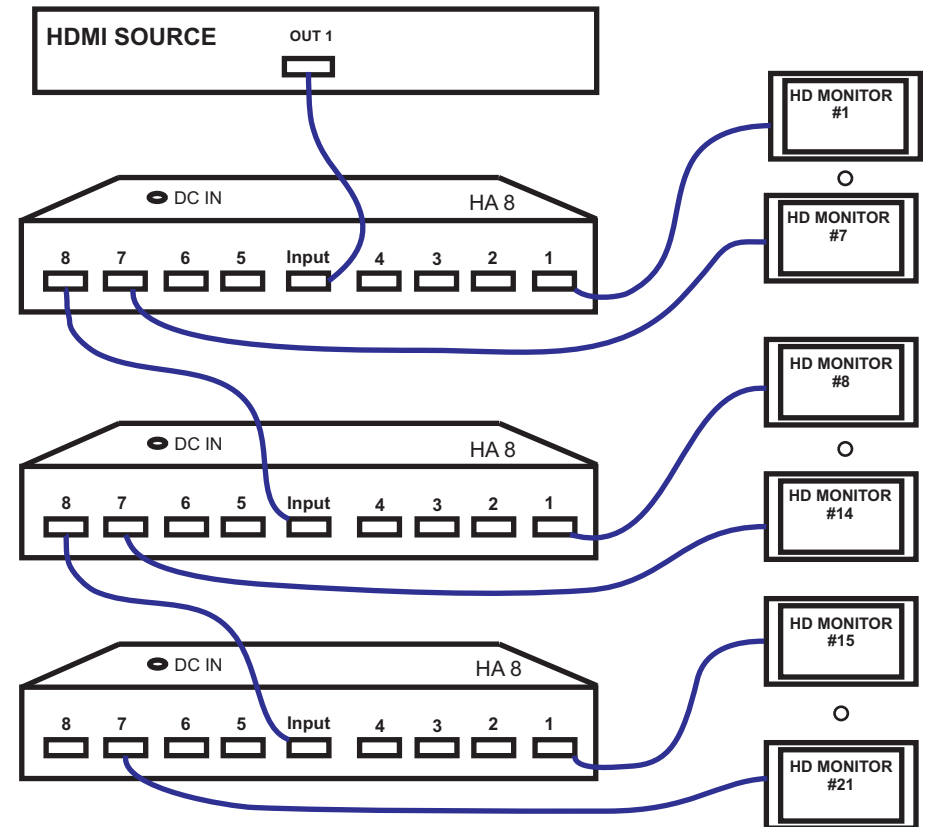 HDMI SOURCE
OUT 1
HD MONITOR
#1
DC IN
HA 8
HD MONITOR
#7
8 7 6 5 Input 4 3 2 1
HD MONITOR
#8
DC IN
HA 8
HD MONITOR
#14
8 7 6 5 Input 4 3 2 1
HD MONITOR
#15
DC IN
HA 8
8 7 6 5 Input 4 3 2 1
HD MONITOR
#21